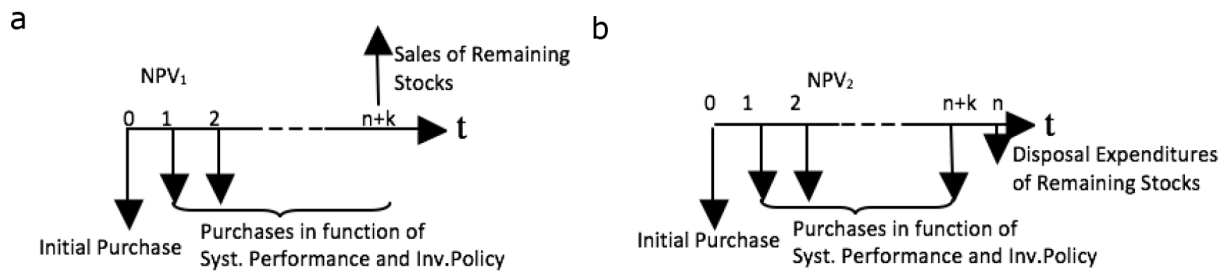 a
NPV₁
Sales of Remaining
Stocks
0 1 2 n+k t
Initial Purchase
Purchases in function of
Syst. Performance and Inv.Policy
b
NPV₂
0 1 2 n+k n t
Disposal Expenditures
of Remaining Stocks
Initial Purchase
Purchases in function of
Syst. Performance and Inv.Policy